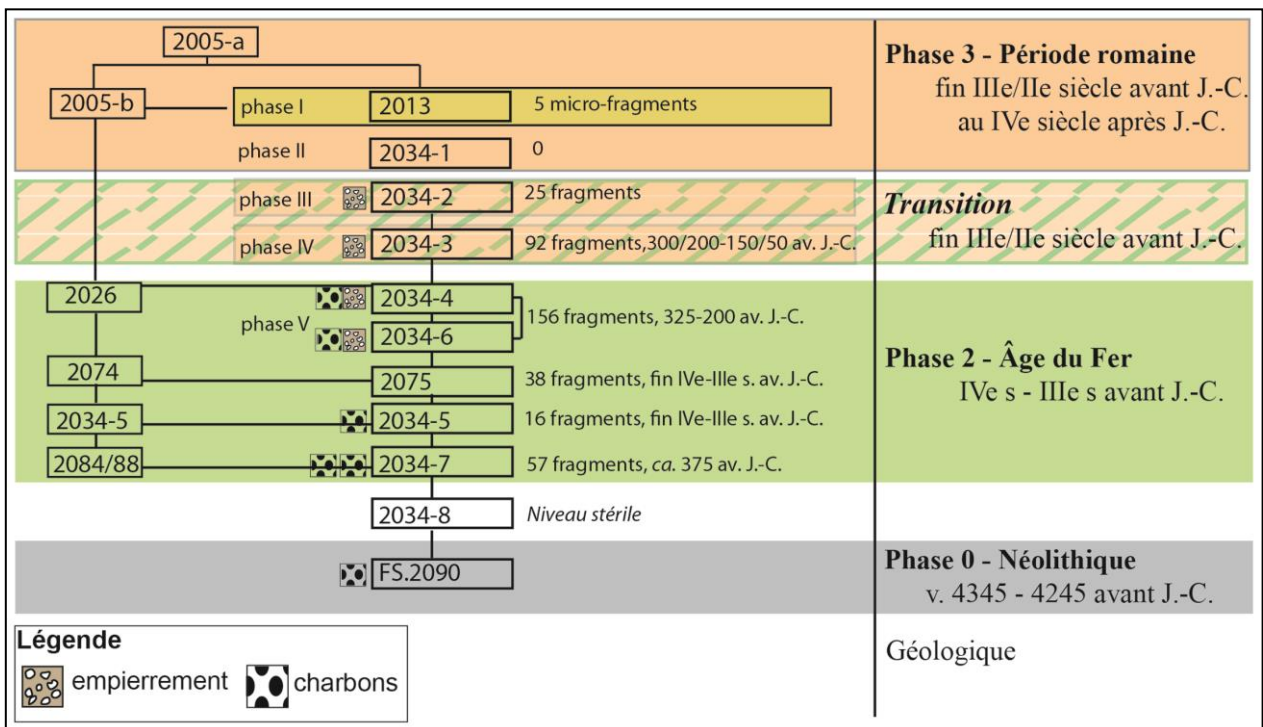 2005-a
Phase 3 - Période romaine
fin IIIe/IIe siècle avant J.-C.
au IVe siècle après J.-C.
2005-b phase I 2013 5 micro-fragments
phase II 2034-1 0
phase III 2034-2 25 fragments
Transition
phase IV 2034-3 92 fragments,300/200-150/50 av. J.-C.
fin IIIe/IIe siècle avant J.-C.
2026 2034-4
phase V 156 fragments, 325-200 av. J.-C.
2034-6
Phase 2 - Âge du Fer
IVe s - IIIe s avant J.-C.
2074 2075 38 fragments, fin IVe-IIIe s. av. J.-C.
2034-5 2034-5 16 fragments, fin IVe-IIIe s. av. J.-C.
2084/88 2034-7 57 fragments, ca. 375 av. J.-C.
2034-8 Niveau stérile
FS.2090
Phase 0 - Néolithique
v. 4345 - 4245 avant J.-C.
Géologique
Légende
empierrement charbons